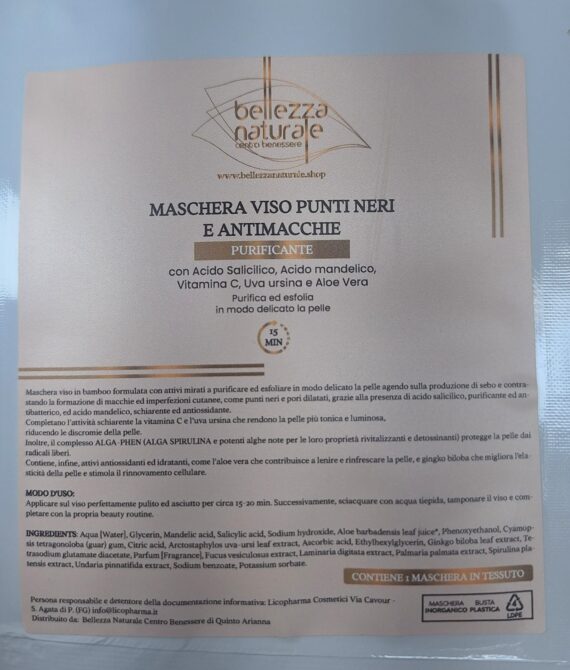 bellezza
naturale
centro benessere
www.bellezzanaturale.shop
MASCHERA VISO PUNTI NERI
E ANTIMACCHIE
PURIFICANTE
con Acido Salicilico, Acido mandelico,
Vitamina C, Uva ursina e Aloe Vera
Purifica ed esfolia
in modo delicato la pelle
15
MIN
Maschera viso in bamboo formulata con attivi mirati a purificare ed esfoliare in modo delicato la pelle agendo sulla produzione di sebo e contra-
stando la formazione di macchie ed imperfezioni cutanee, come punti neri e pori dilatati, grazie alla presenza di acido salicilico, purificante ed an-
tibatterico, ed acido mandelico, schiarente ed antiossidante.
Completano l'attività schiarente la vitamina C e l'uva ursina che rendono la pelle più tonica e luminosa,
riducendo le discromie della pelle.
Inoltre, il complesso ALGA-PHEN (ALGA SPIRULINA e potenti alghe note per le loro proprietà rivitalizzanti e detossinanti) protegge la pelle dai
radicali liberi.
Contiene, infine, attivi antiossidanti ed idratanti, come l'aloe vera che contribuisce a lenire e rinfrescare la pelle, e gingko biloba che migliora l'ela-
sticità della pelle e stimola il rinnovamento cellulare.
MODO D'USO:
Applicare sul viso perfettamente pulito ed asciutto per circa 15-20 min. Successivamente, sciacquare con acqua tiepida, tamponare il viso e com-
pletare con la propria beauty routine.
INGREDIENTS: Aqua [Water], Glycerin, Mandelic acid, Salicylic acid, Sodium hydroxide, Aloe barbadensis leaf juice*, Phenoxyethanol, Cyamop-
sis tetragonoloba (guar) gum, Citric acid, Arctostaphylos uva-ursi leaf extract, Ascorbic acid, Ethylhexylglycerin, Ginkgo biloba leaf extract, Te-
trasodium glutamate diacetate, Parfum [Fragrance], Fucus vesiculosus extract, Laminaria digitata extract, Palmaria palmata extract, Spirulina pla-
tensis extract, Undaria pinnatifida extract, Sodium benzoate, Potassium sorbate.
CONTIENE 1 MASCHERA IN TESSUTO
Persona responsabile e detentore della documentazione informativa: Licopharma Cosmetici Via Cavour -
S. Agata di P. (FG) info@licopharma.it
Distribuito da: Bellezza Naturale Centro Benessere di Quinto Arianna
MASCHERA BUSTA
INORGANICO PLASTICA
4
LDPE